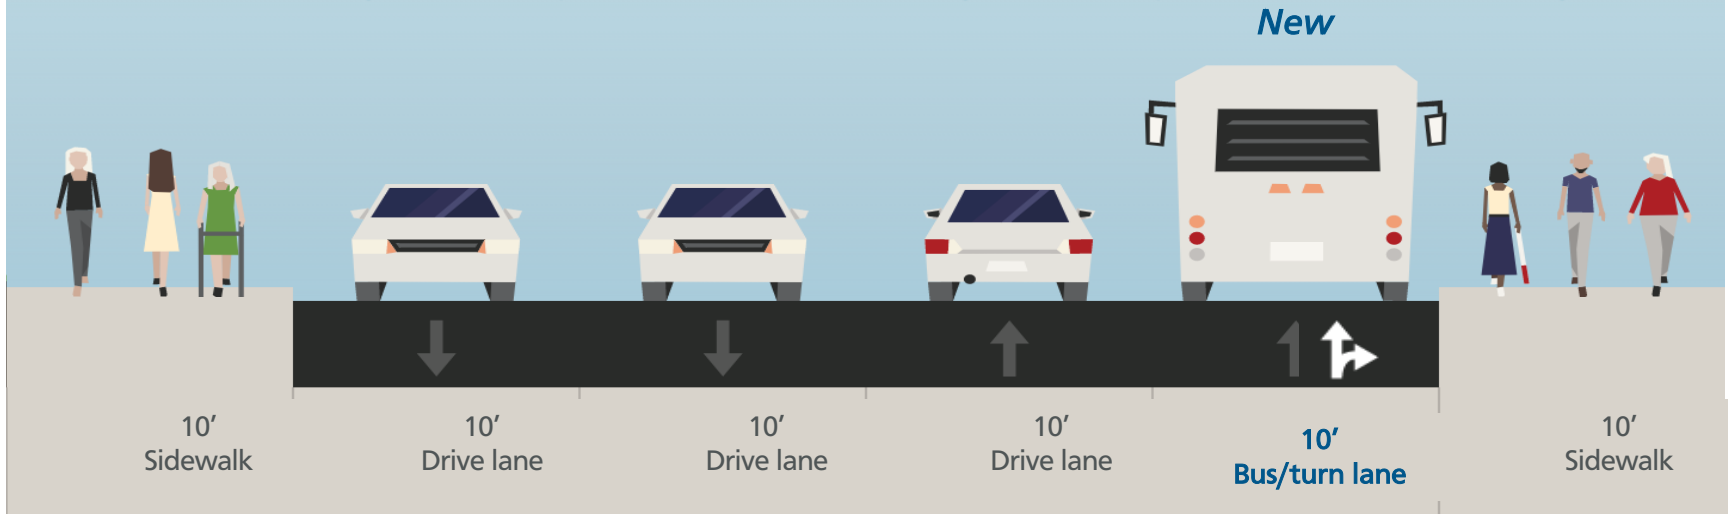 New
10′
Sidewalk
10′
Drive lane
10′
Drive lane
10′
Drive lane
10′
Bus/turn lane
10′
Sidewalk